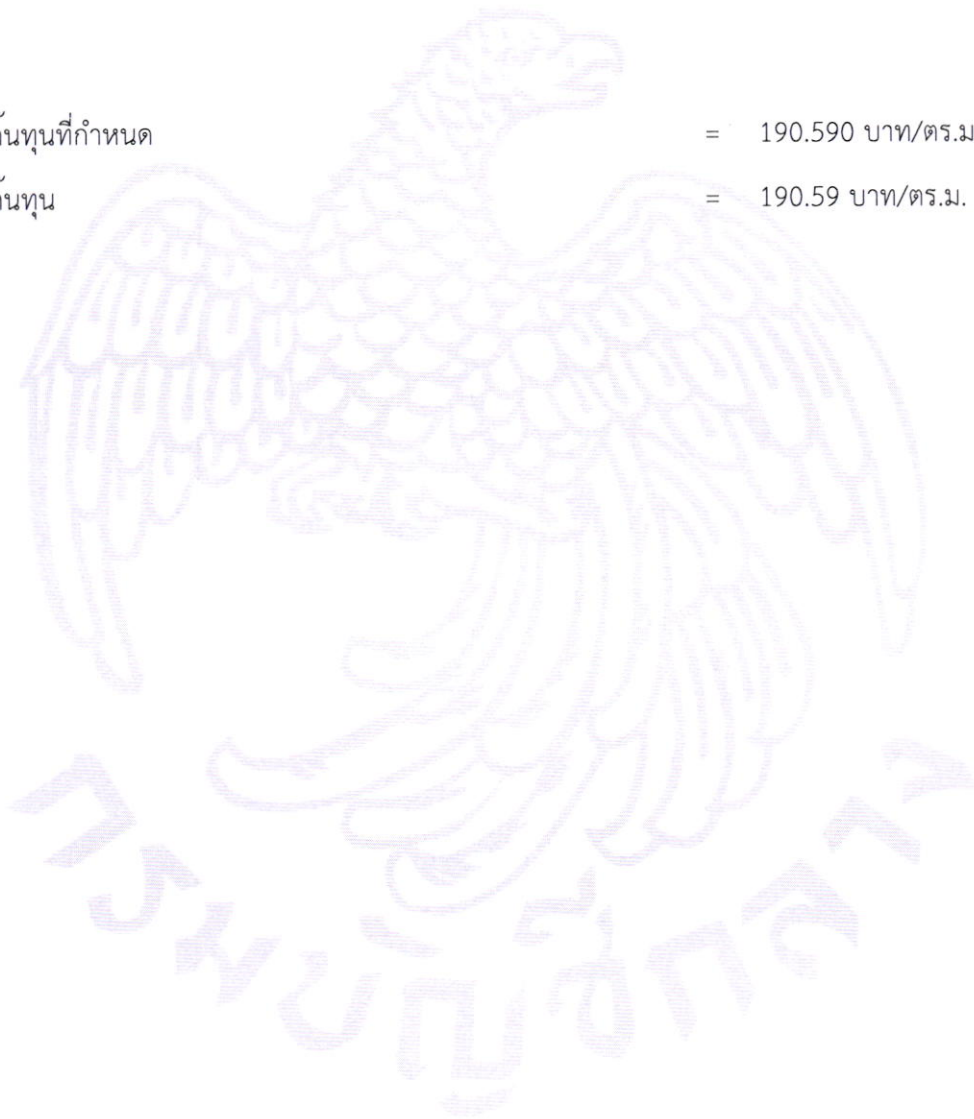 ต้นทุนที่กำหนด = 190.590 บาท/ตร.ม
ต้นทุน = 190.59 บาท/ตร.ม.
กรมบัญชีกลาง